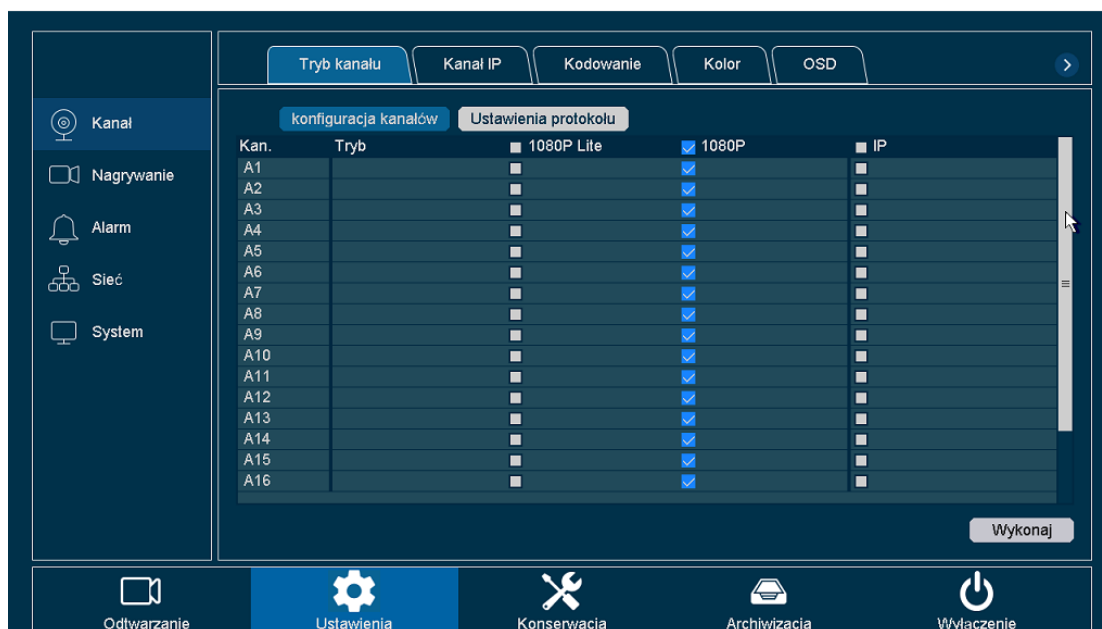 Tryb kanału Kanał IP Kodowanie Kolor OSD
Kanał
Nagrywanie
Alarm
Sieć
System
konfiguracja kanałów Ustawienia protokołu
Kan. Tryb 1080P Lite 1080P IP
A1
A2
A3
A4
A5
A6
A7
A8
A9
A10
A11
A12
A13
A14
A15
A16
Wykonaj
Odtwarzanie Ustawienia Konserwacja Archiwizacja Wyłączenie